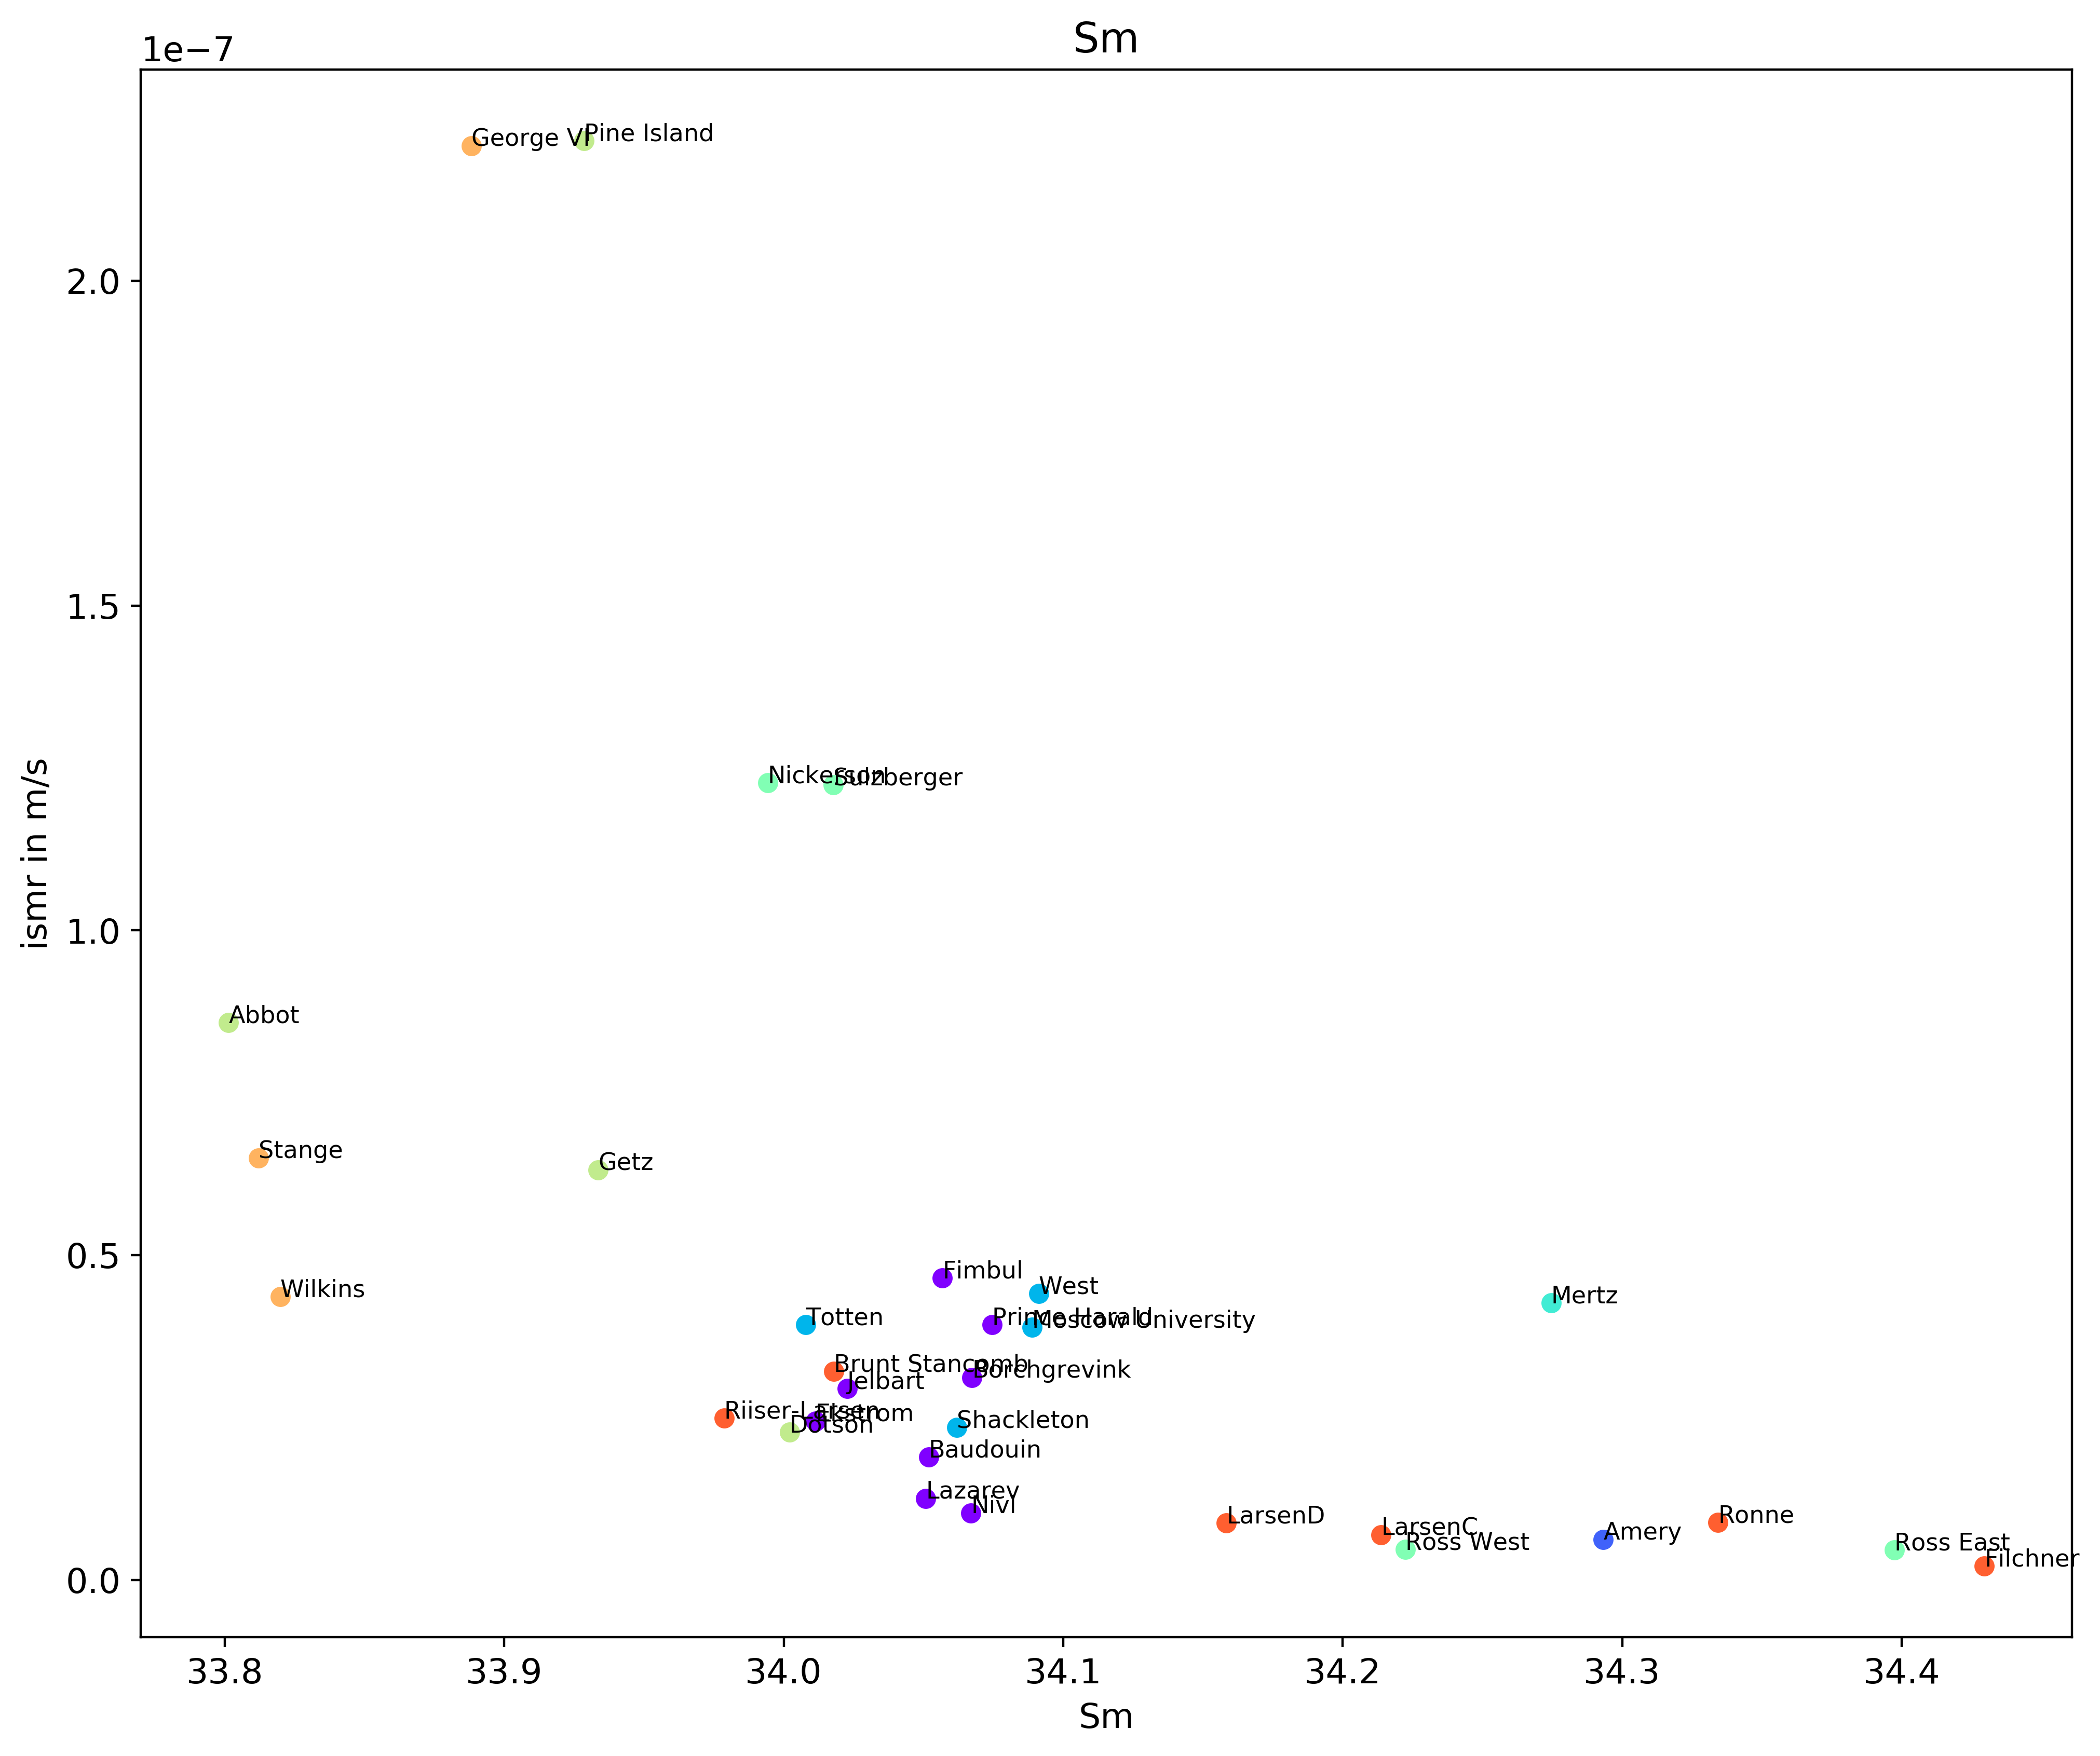 Sm
1e−7
George VI
Pine Island
2.0
1.5
Nickerson
Sulzberger
1.0
Abbot
Stange
Getz
0.5
Fimbul
West
Wilkins
Mertz
Totten
Prince Harald
Moscow University
Brunt Stancomb
Borchgrevink
Jelbart
Riiser-Larsen
Ekstrom
Dotson
Shackleton
Baudouin
Lazarev
Nivl
LarsenD
LarsenC
Ronne
Ross West
Amery
Ross East
Filchner
0.0
33.8 33.9 34.0 34.1 34.2 34.3 34.4
Sm
ismr in m/s